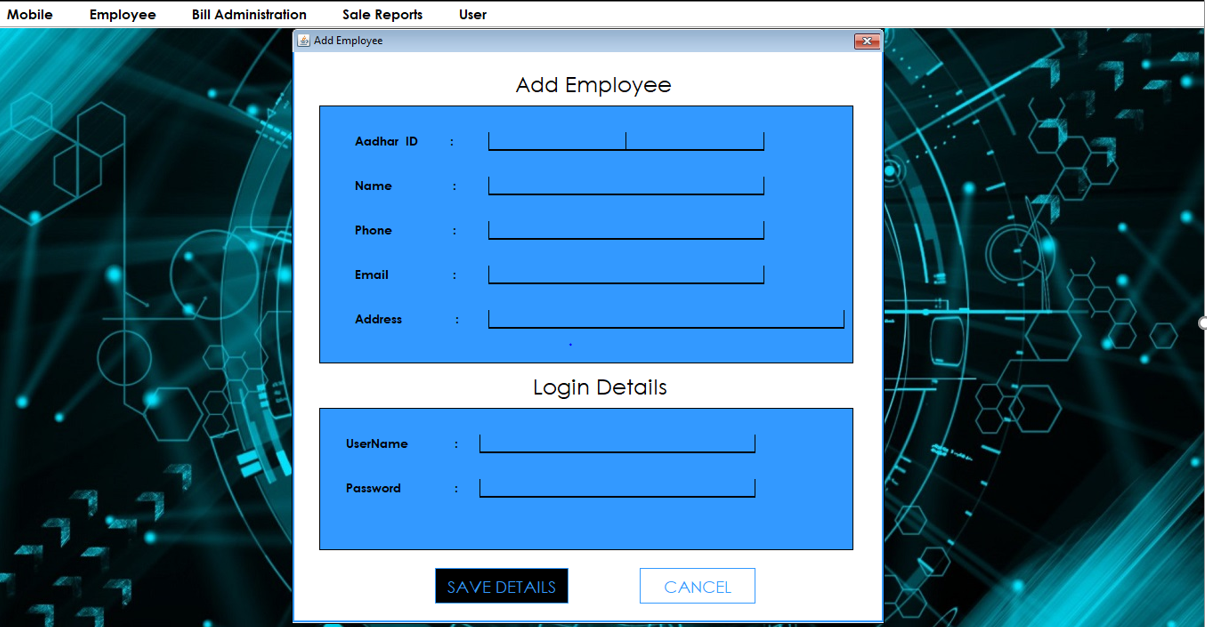 Mobile Employee Bill Administration Sale Reports User
Add Employee
Add Employee
Aadhar ID :
Name :
Phone :
Email :
Address :
Login Details
UserName :
Password :
SAVE DETAILS CANCEL